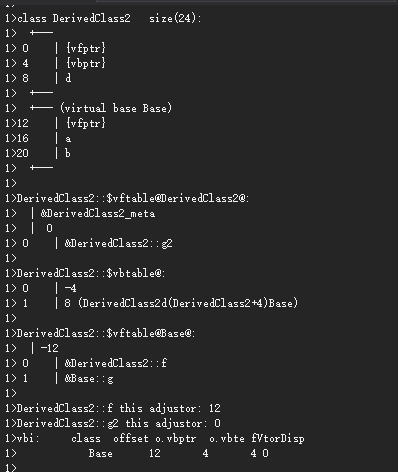 1>
1>class DerivedClass2 size(24):
1> +---
1> 0 | {vfptr}
1> 4 | {vbptr}
1> 8 | d
1> +---
1> +--- (virtual base Base)
1>12 | {vfptr}
1>16 | a
1>20 | b
1> +---
1>
1>DerivedClass2::$vftable@DerivedClass2@:
1> | &DerivedClass2_meta
1> | 0
1> 0 | &DerivedClass2::g2
1>
1>DerivedClass2::$vbtable@:
1> 0 | -4
1> 1 | 8 (DerivedClass2d(DerivedClass2+4)Base)
1>
1>DerivedClass2::$vftable@Base@:
1> | -12
1> 0 | &DerivedClass2::f
1> 1 | &Base::g
1>
1>DerivedClass2::f this adjustor: 12
1>DerivedClass2::g2 this adjustor: 0
1>vbi: class offset o.vbptr o.vbte fVtorDisp
1> Base 12 4 4 0
1>